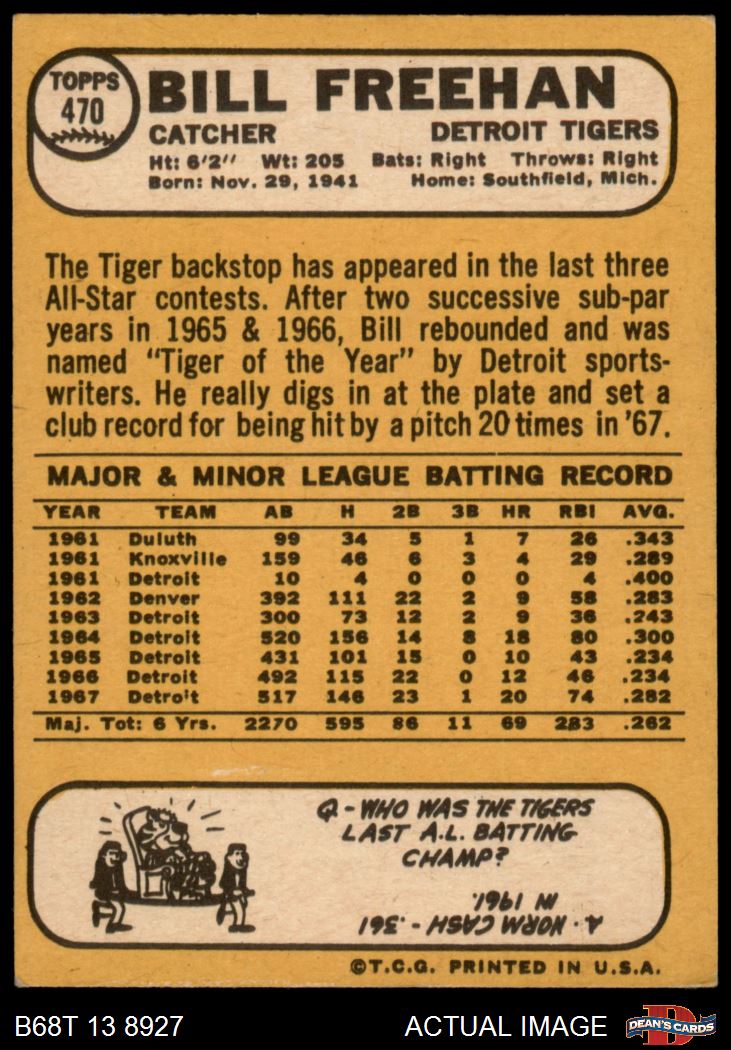 TOPPS
470
BILL FREEHAN
CATCHER DETROIT TIGERS
Ht: 6'2" Wt: 205 Bats: Right Throws: Right
Born: Nov. 29, 1941 Home: Southfield, Mich.
The Tiger backstop has appeared in the last three
All-Star contests. After two successive sub-par
years in 1965 & 1966, Bill rebounded and was
named "Tiger of the Year" by Detroit sports-
writers. He really digs in at the plate and set a
club record for being hit by a pitch 20 times in '67.
MAJOR & MINOR LEAGUE BATTING RECORD
YEAR TEAM AB H 2B 3B HR RBI AVG.
1961 Duluth 99 34 5 1 7 26 .343
1961 Knoxville 159 46 6 3 4 29 .289
1961 Detroit 10 4 0 0 0 4 .400
1962 Denver 392 111 22 2 9 58 .283
1963 Detroit 300 73 12 2 9 36 .243
1964 Detroit 520 156 14 8 18 80 .300
1965 Detroit 431 101 15 0 10 43 .234
1966 Detroit 492 115 22 0 12 46 .234
1967 Detroit 517 146 23 1 20 74 .282
Maj. Tot: 6 Yrs. 2270 595 86 11 69 283 .262
Q - WHO WAS THE TIGERS
LAST A.L. BATTING
CHAMP?
A. NORM CASH - .361
IN 1961.
©T.C.G. PRINTED IN U.S.A.
B68T 13 8927 ACTUAL IMAGE DEAN'S CARDS